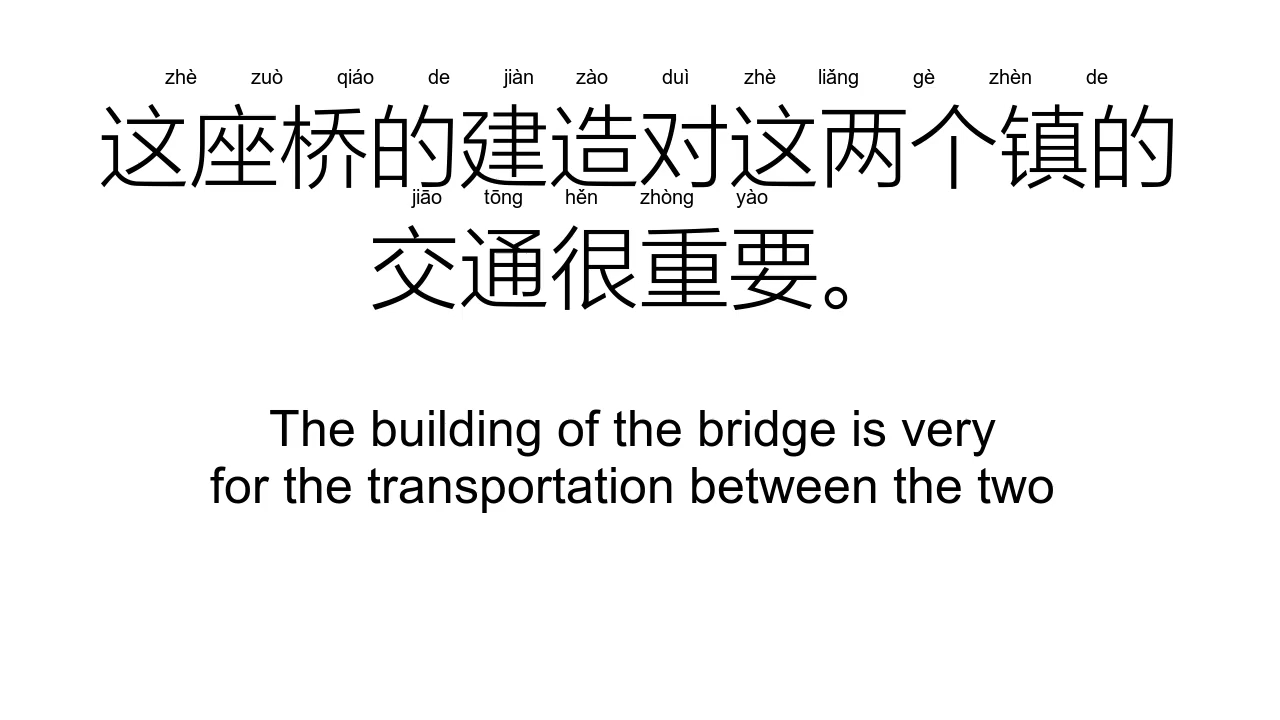 zhè zuò qiáo de jiàn zào duì zhè liǎng gè zhèn de
这座桥的建造对这两个镇的
jiāo tōng hěn zhòng yào
交通很重要。
The building of the bridge is very
for the transportation between the two